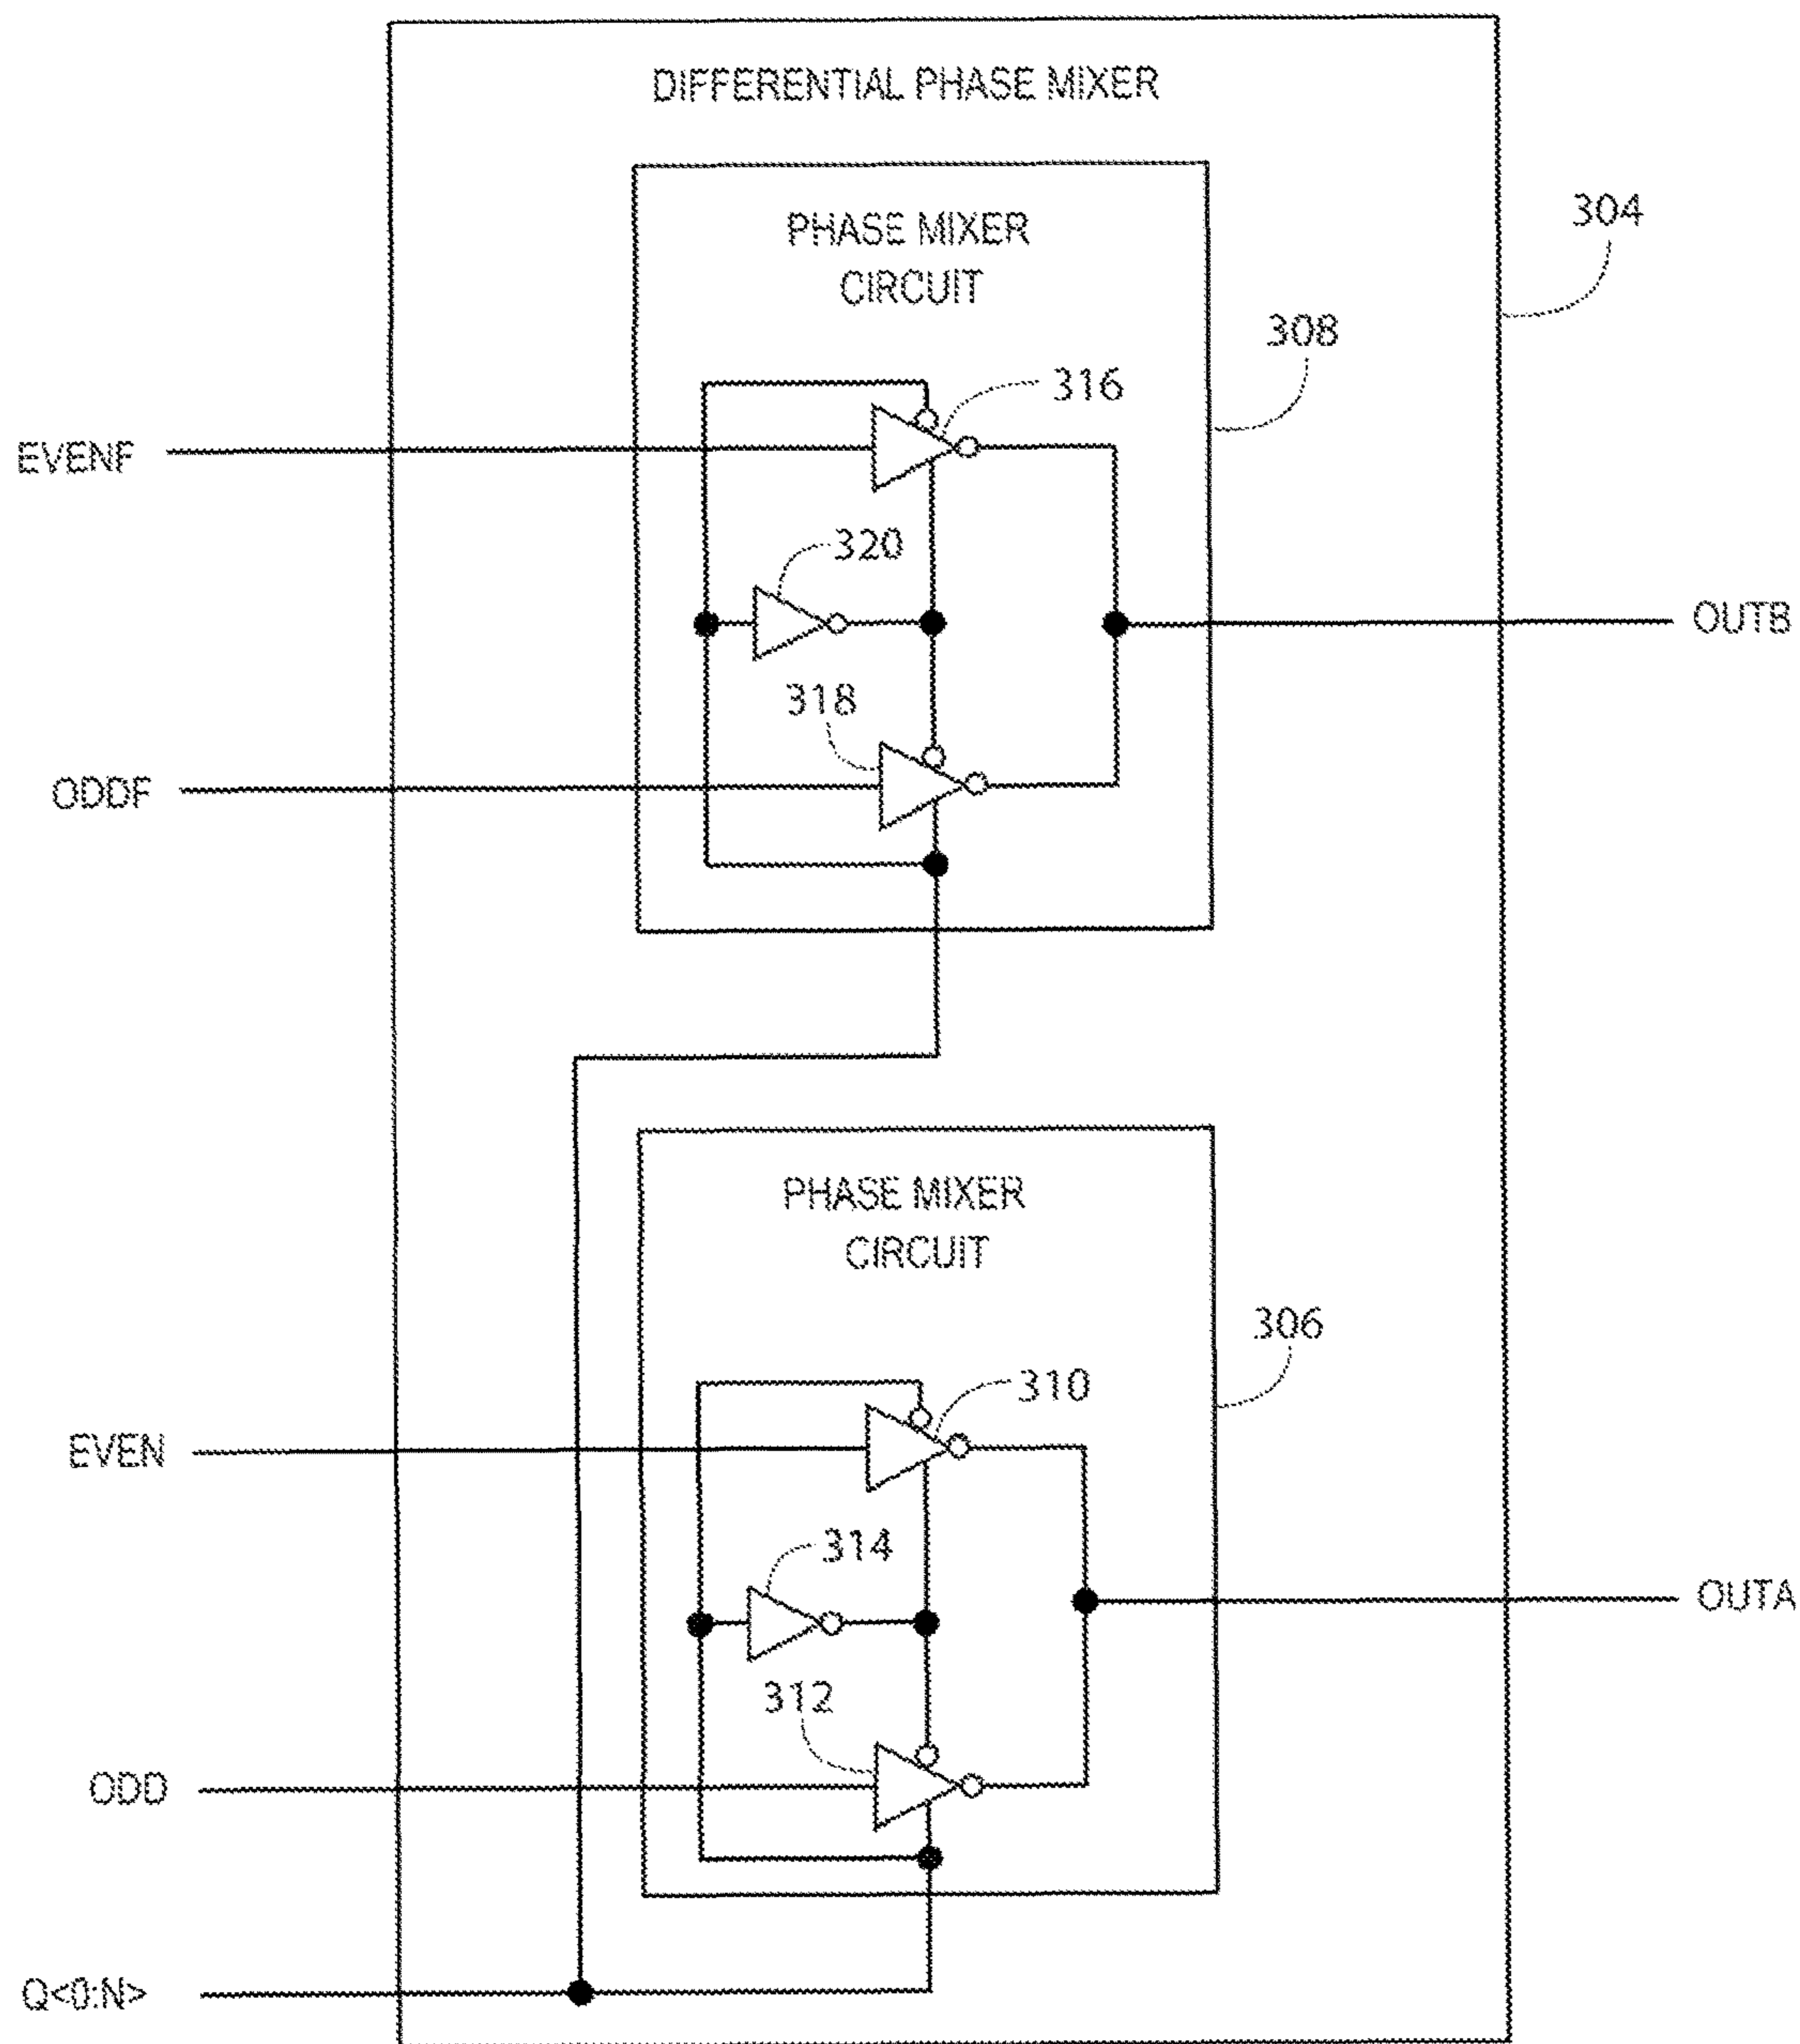 DIFFERENTIAL PHASE MIXER
PHASE MIXER
CIRCUIT
304
308
316
EVENF
320
OUTB
318
ODDF
PHASE MIXER
CIRCUIT
306
310
EVEN
314
OUTA
312
ODD
Q<0:N>